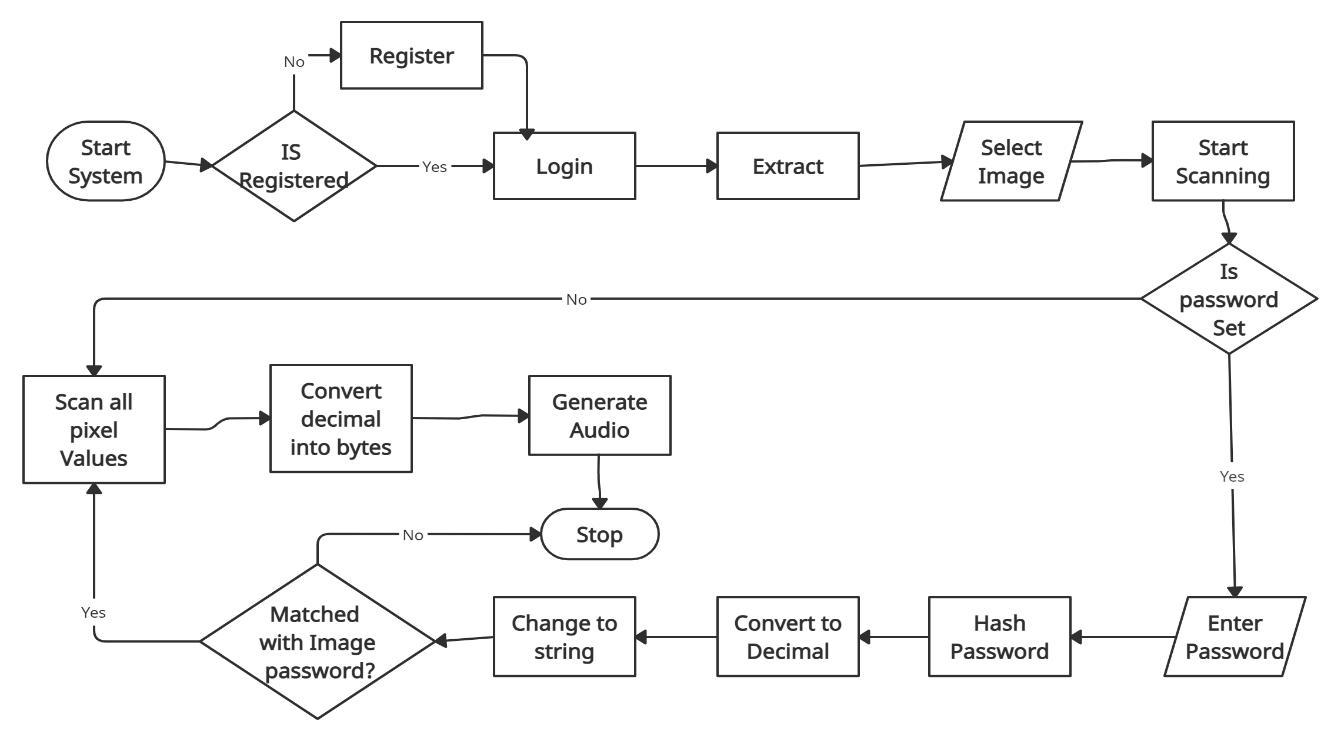 No
Register
Start
System
IS
Registered
Yes
Login
Extract
Select
Image
Start
Scanning
Is
password
Set
No
Scan all
pixel
Values
Convert
decimal
into bytes
Generate
Audio
Yes
No
Stop
Yes
Matched
with Image
password?
Change to
string
Convert to
Decimal
Hash
Password
Enter
Password